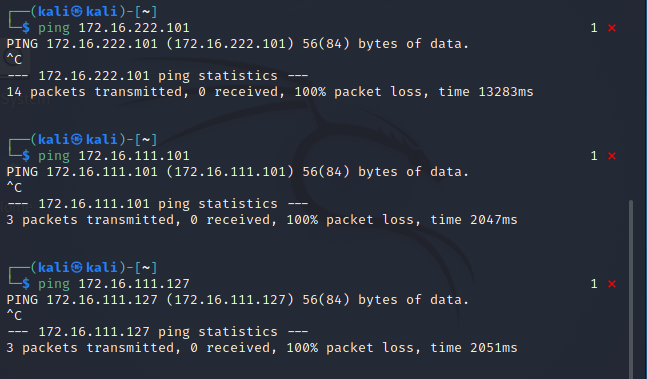 ┌──(kali㉿kali)-[~]
└─$ ping 172.16.222.101 1 ⨯
PING 172.16.222.101 (172.16.222.101) 56(84) bytes of data.
^C
--- 172.16.222.101 ping statistics ---
14 packets transmitted, 0 received, 100% packet loss, time 13283ms
┌──(kali㉿kali)-[~]
└─$ ping 172.16.111.101 1 ⨯
PING 172.16.111.101 (172.16.111.101) 56(84) bytes of data.
^C
--- 172.16.111.101 ping statistics ---
3 packets transmitted, 0 received, 100% packet loss, time 2047ms
┌──(kali㉿kali)-[~]
└─$ ping 172.16.111.127 1 ⨯
PING 172.16.111.127 (172.16.111.127) 56(84) bytes of data.
^C
--- 172.16.111.127 ping statistics ---
3 packets transmitted, 0 received, 100% packet loss, time 2051ms